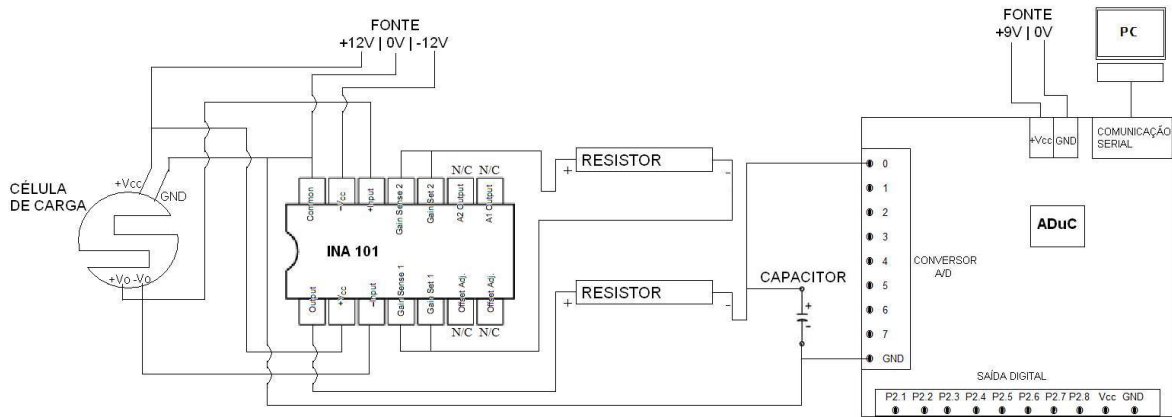 FONTE
+12V | 0V | -12V
FONTE
+9V | 0V
PC
+Vcc GND
COMUNICAÇÃO
SERIAL
CÉLULA
DE CARGA
+Vcc
GND
+Vo -Vo
Common
-Vcc
+Input
Gain Sense 2
Gain Set 2
N/C N/C
A2 Output
A1 Output
INA 101
Output
+Vcc
-Input
Gain Sense 1
Gain Set 1
Offset Adj.
Offset Adj.
N/C N/C
+ RESISTOR -
+ RESISTOR -
CAPACITOR
+
-
0
1
2
3
4
5
6
7
GND
CONVERSOR
A/D
ADuC
SAÍDA DIGITAL
P2.1 P2.2 P2.3 P2.4 P2.5 P2.6 P2.7 P2.8 Vcc GND